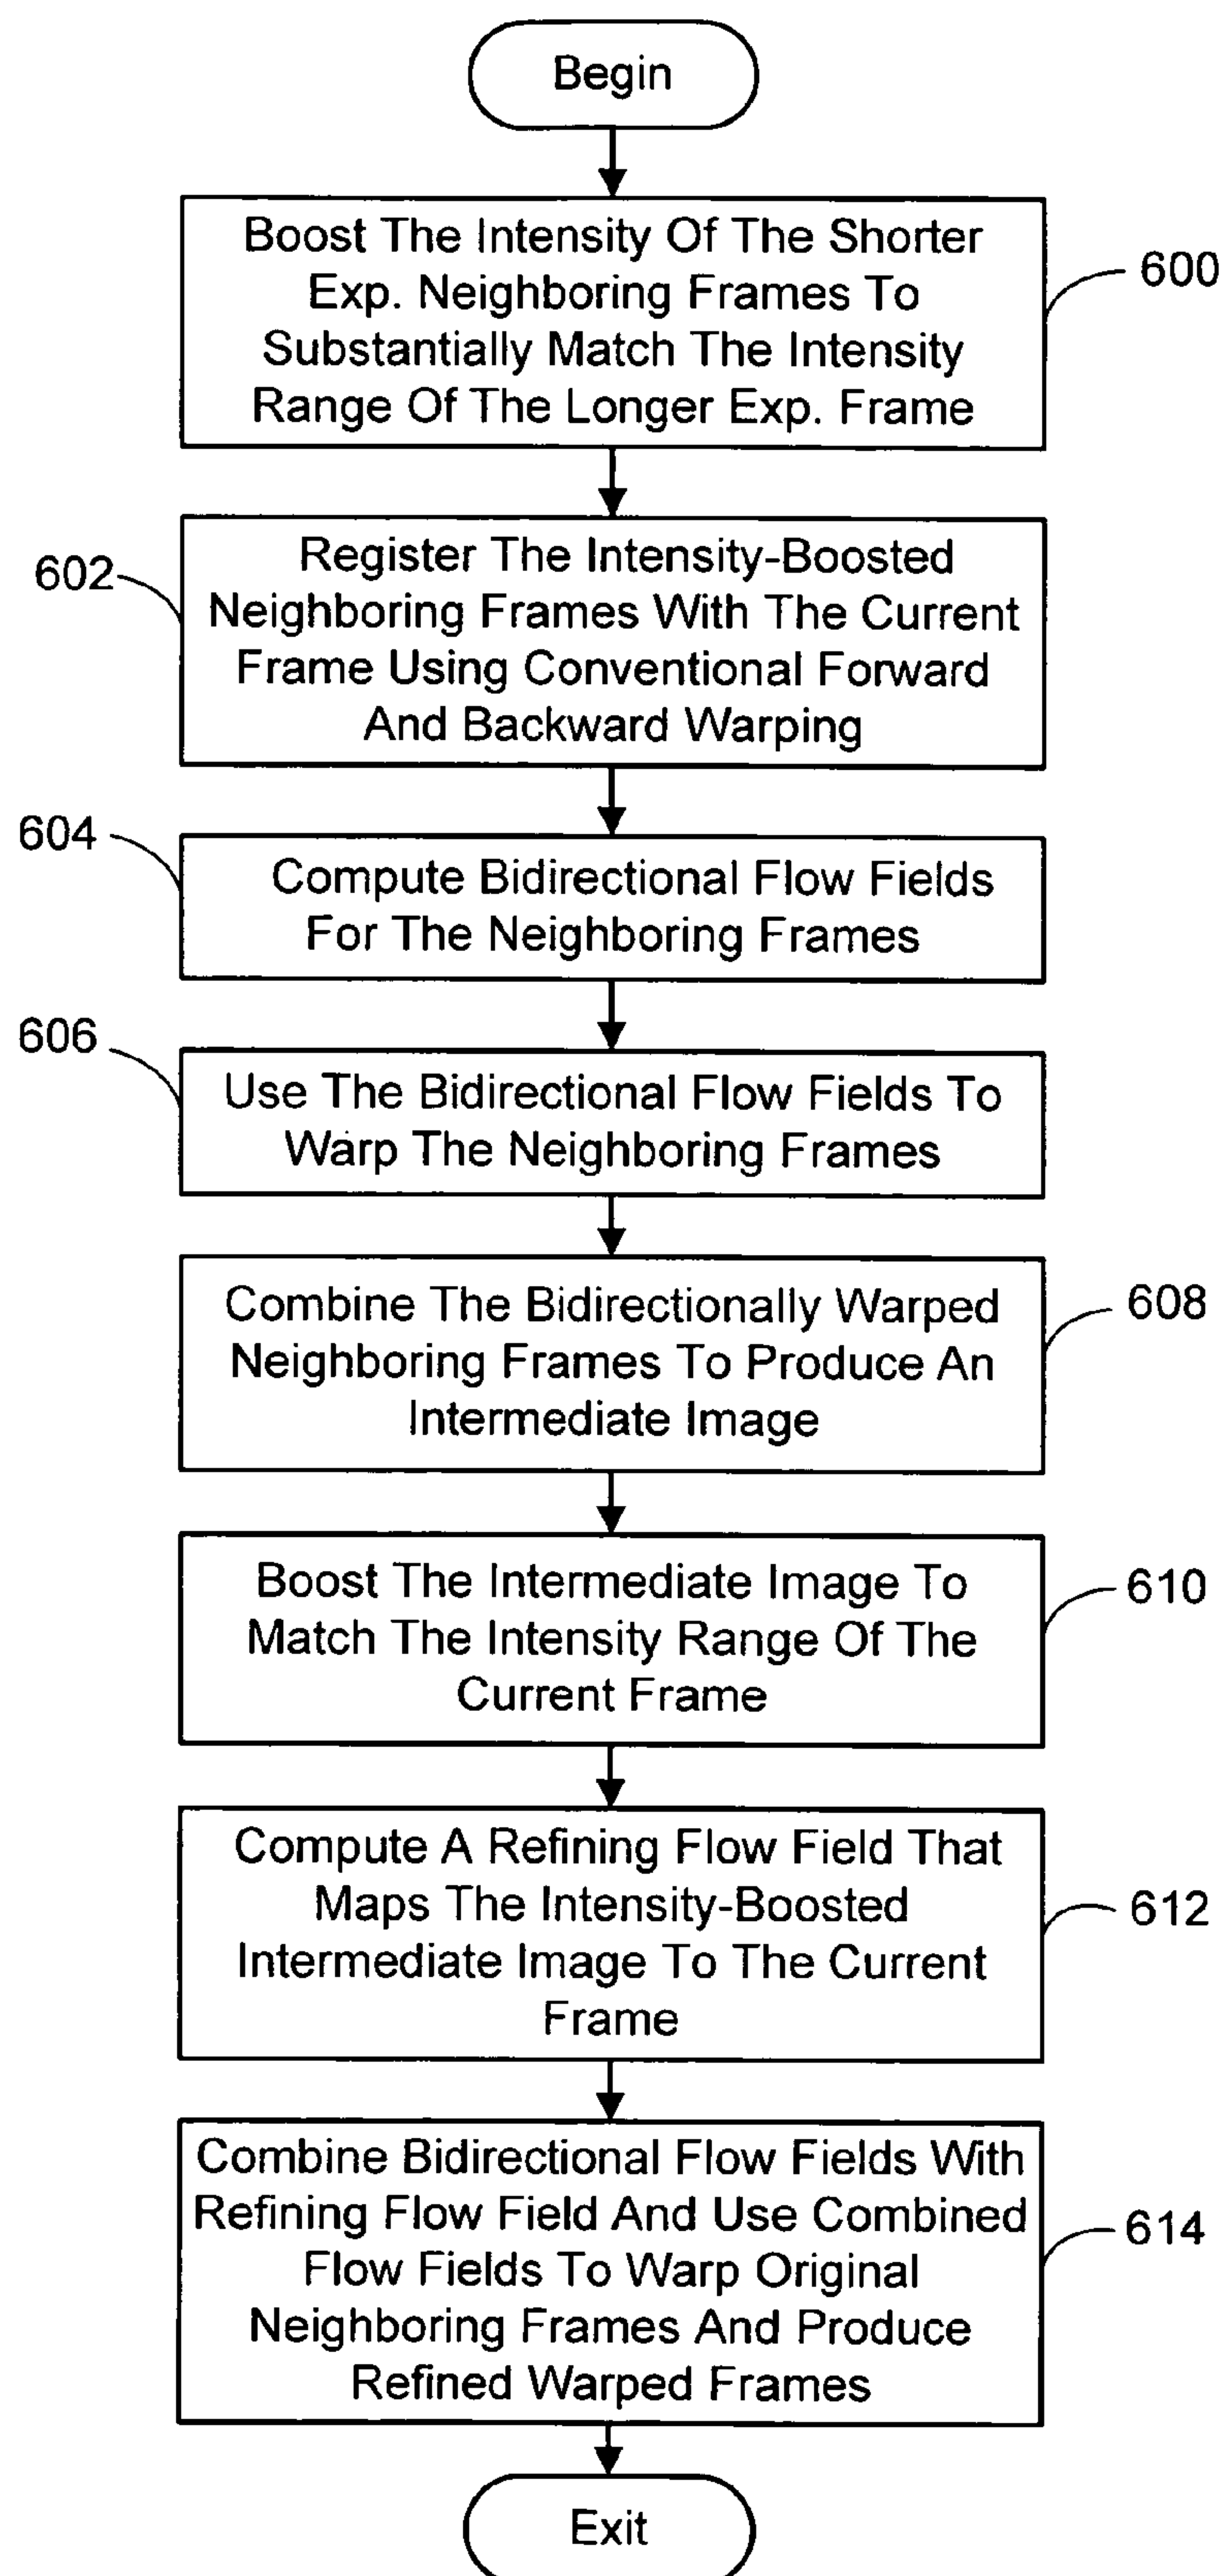 Begin
Boost The Intensity Of The Shorter
Exp. Neighboring Frames To
Substantially Match The Intensity
Range Of The Longer Exp. Frame
600
602
Register The Intensity-Boosted
Neighboring Frames With The Current
Frame Using Conventional Forward
And Backward Warping
604
Compute Bidirectional Flow Fields
For The Neighboring Frames
606
Use The Bidirectional Flow Fields To
Warp The Neighboring Frames
Combine The Bidirectionally Warped
Neighboring Frames To Produce An
Intermediate Image
608
Boost The Intermediate Image To
Match The Intensity Range Of The
Current Frame
610
Compute A Refining Flow Field That
Maps The Intensity-Boosted
Intermediate Image To The Current
Frame
612
Combine Bidirectional Flow Fields With
Refining Flow Field And Use Combined
Flow Fields To Warp Original
Neighboring Frames And Produce
Refined Warped Frames
614
Exit